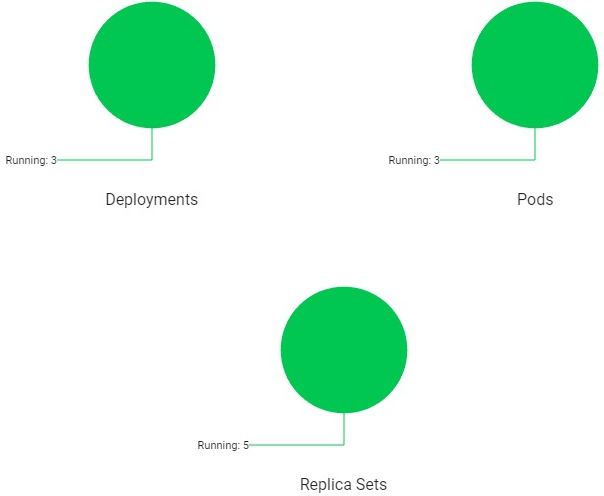 Running: 3
Running: 3
Deployments
Pods
Running: 5
Replica Sets